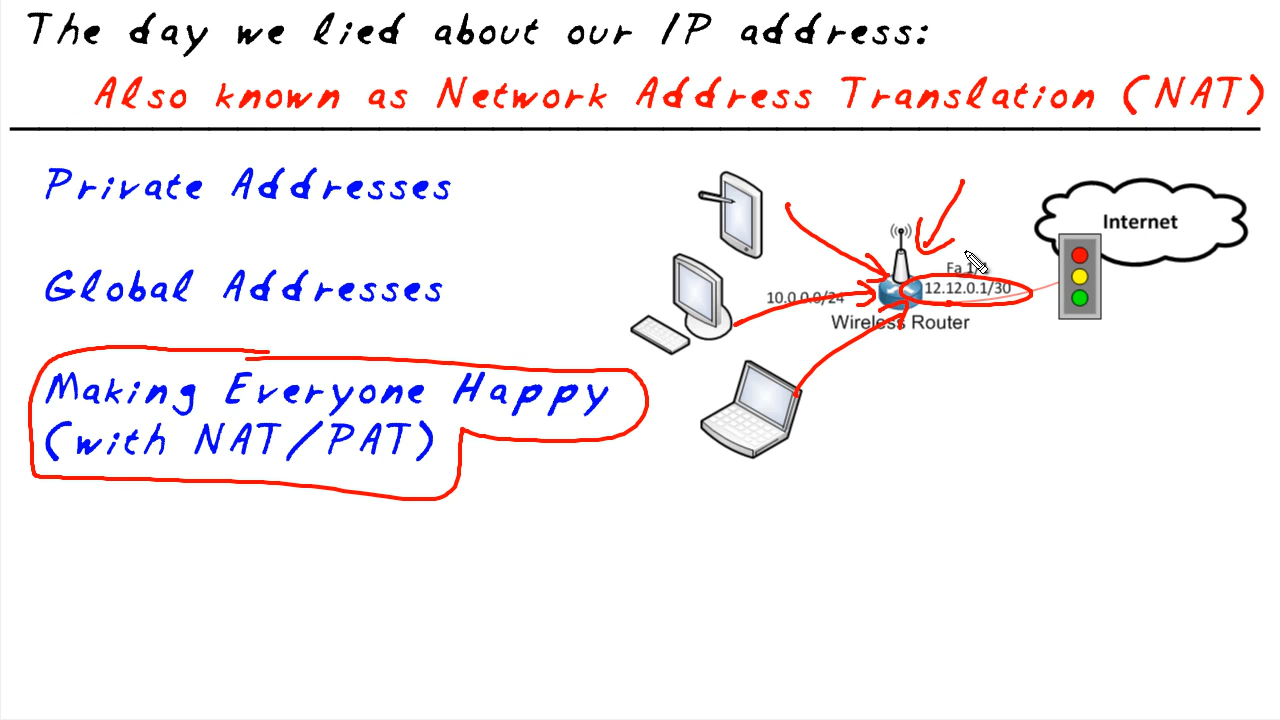 The day we lied about our IP address:
Also known as Network Address Translation (NAT)
Private Addresses
Global Addresses
Making Everyone Happy
(with NAT/PAT)
Internet
Fa
12.12.0.1/30
10.0.0.0/24
Wireless Router